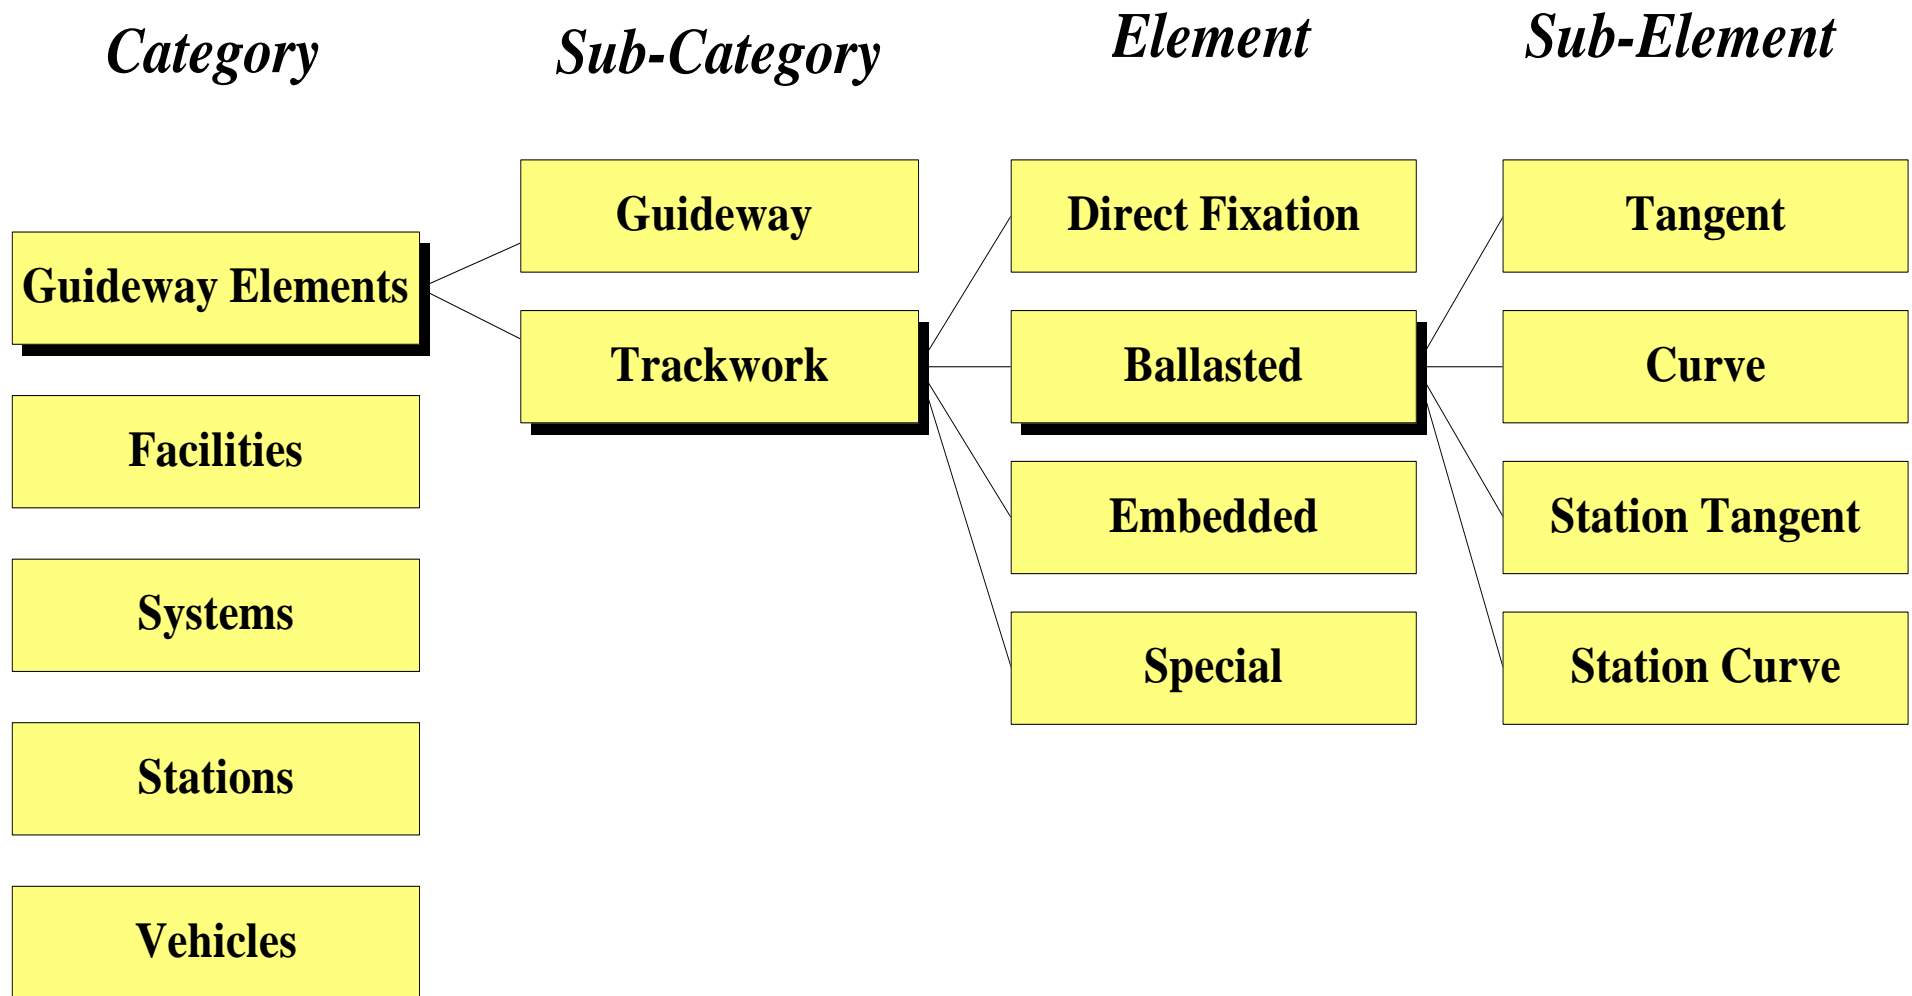 Category
Sub-Category
Element
Sub-Element
Guideway Elements
Facilities
Systems
Stations
Vehicles
Guideway
Trackwork
Direct Fixation
Ballasted
Embedded
Special
Tangent
Curve
Station Tangent
Station Curve